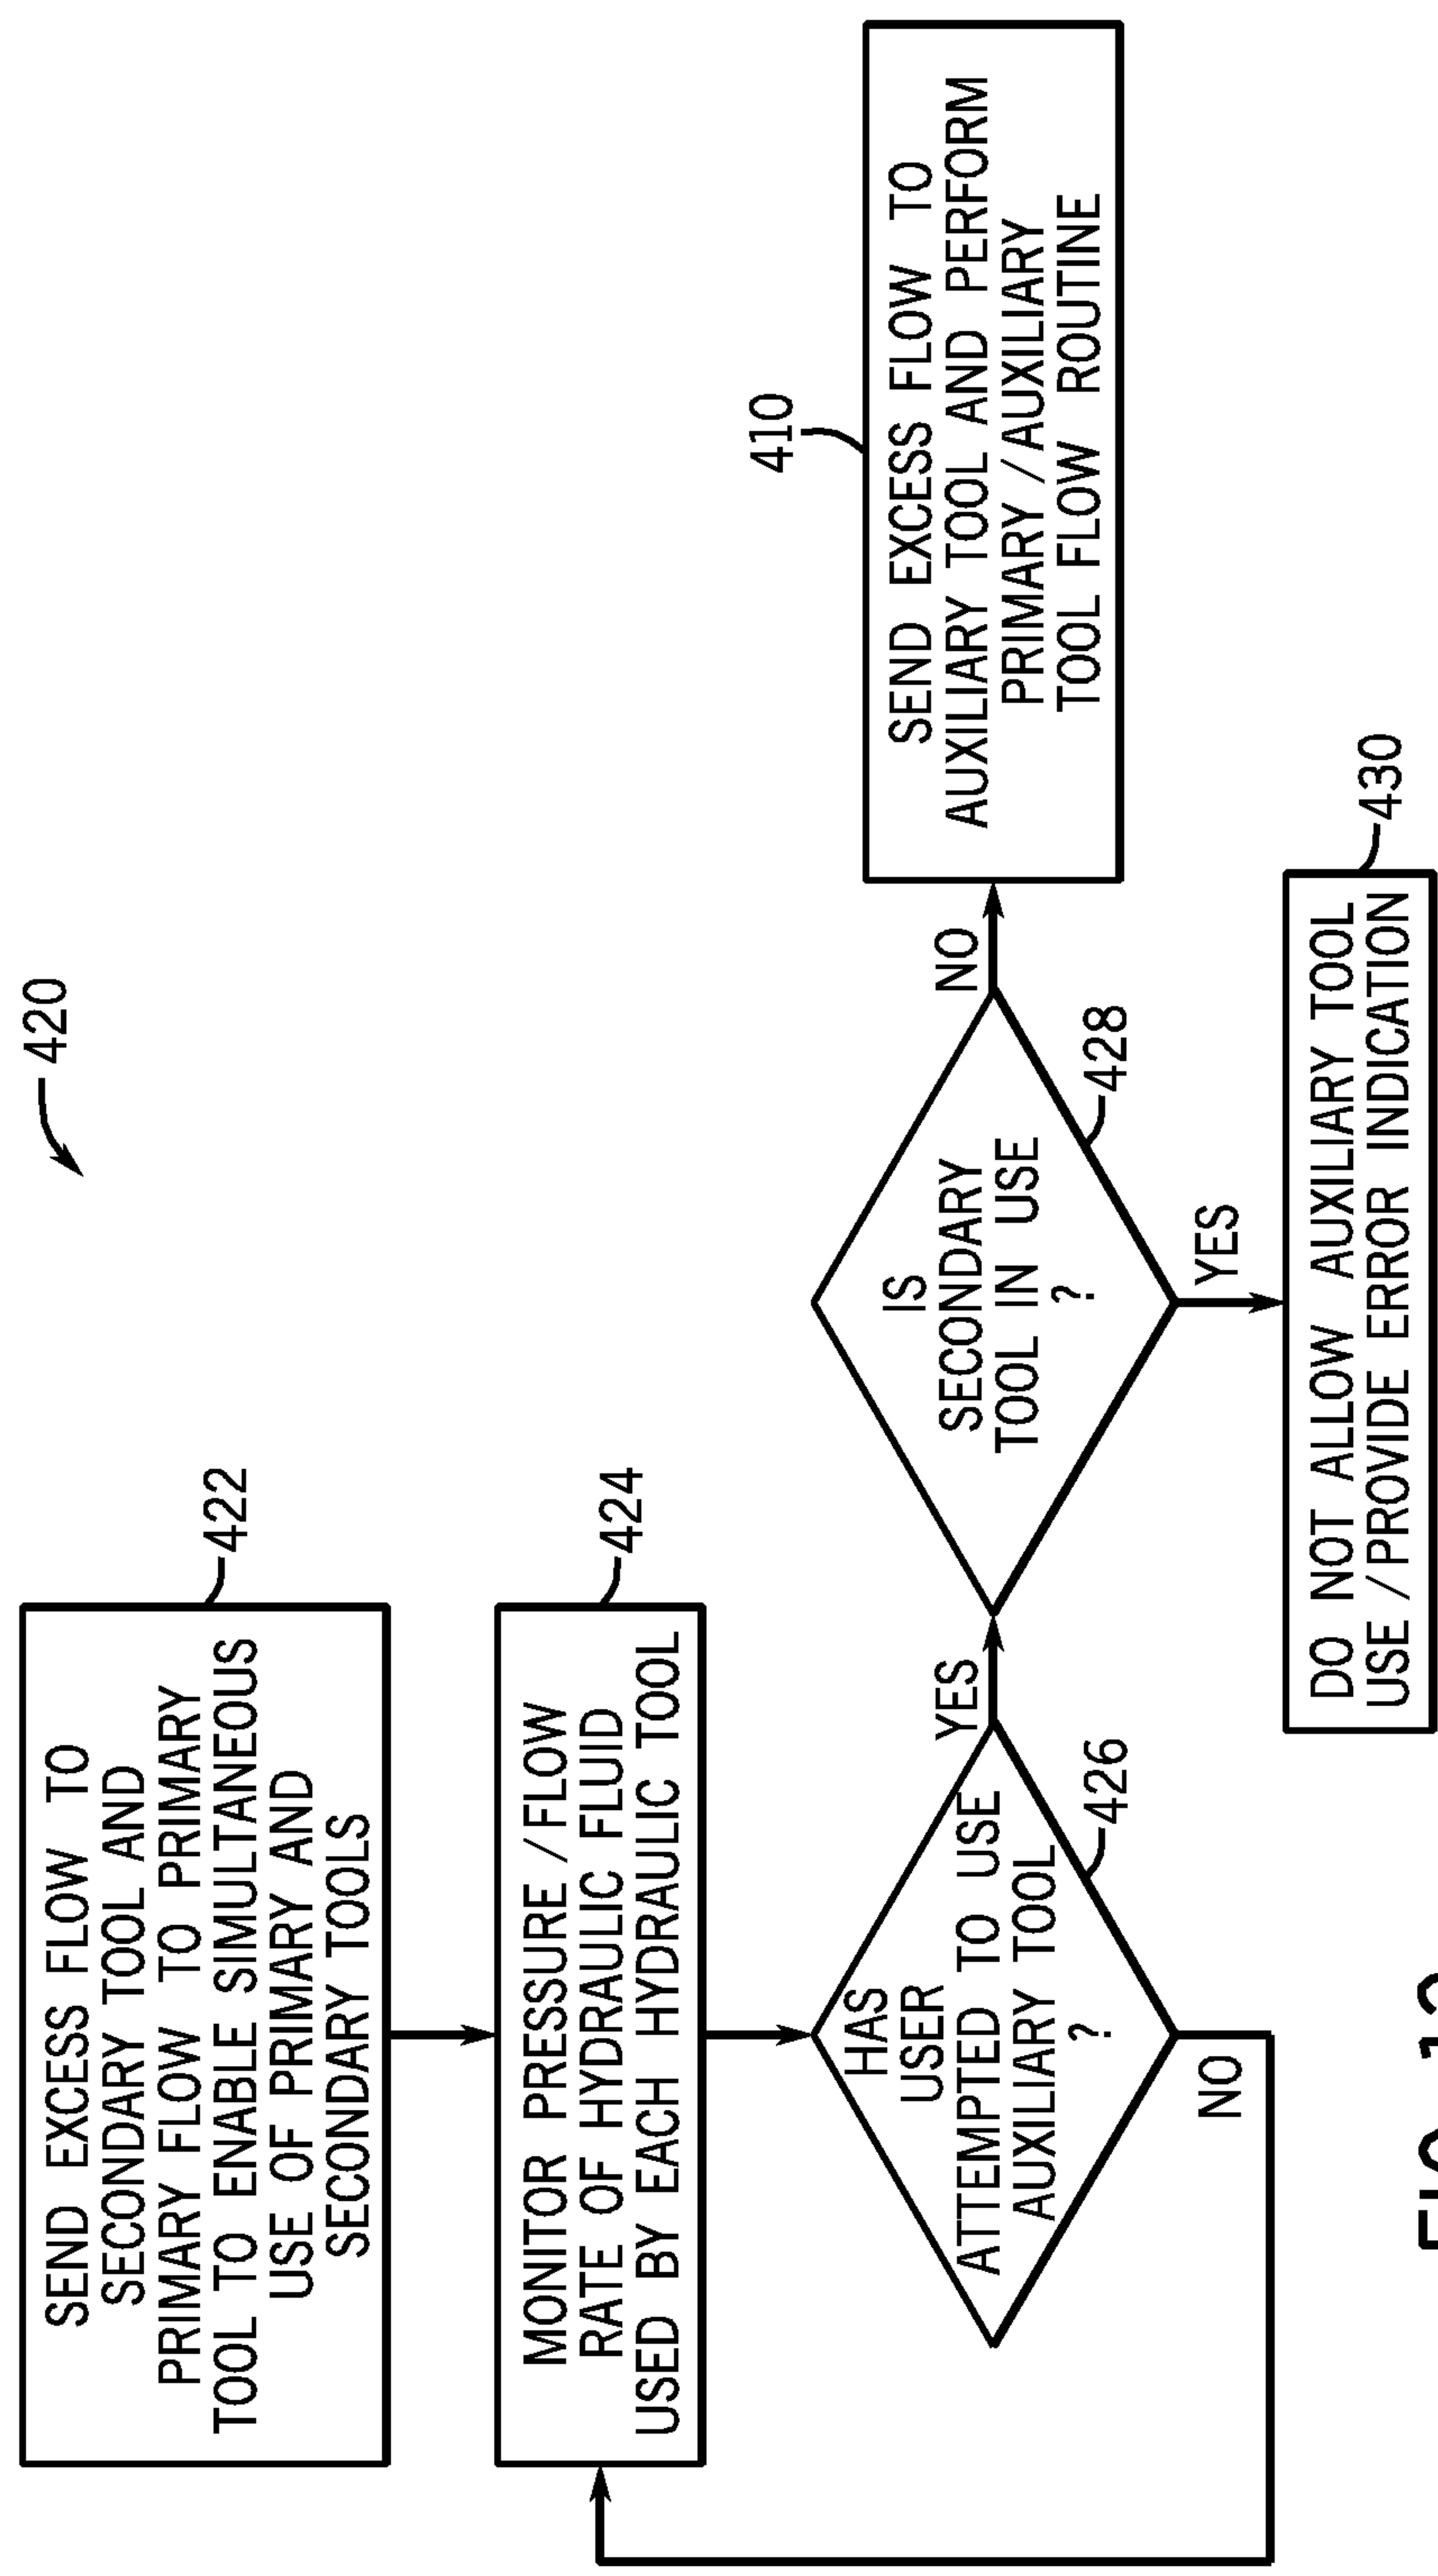 420
SEND EXCESS FLOW TO
SECONDARY TOOL AND
PRIMARY FLOW TO PRIMARY
TOOL TO ENABLE SIMULTANEOUS
USE OF PRIMARY AND
SECONDARY TOOLS
422
MONITOR PRESSURE/FLOW
RATE OF HYDRAULIC FLUID
USED BY EACH HYDRAULIC TOOL
424
HAS
USER
ATTEMPTED TO USE
AUXILIARY TOOL
?
426
YES
NO
IS
SECONDARY
TOOL IN USE
?
428
NO
YES
410
SEND EXCESS FLOW TO
AUXILIARY TOOL AND PERFORM
PRIMARY/AUXILIARY
TOOL FLOW ROUTINE
430
DO NOT ALLOW AUXILIARY TOOL
USE/PROVIDE ERROR INDICATION